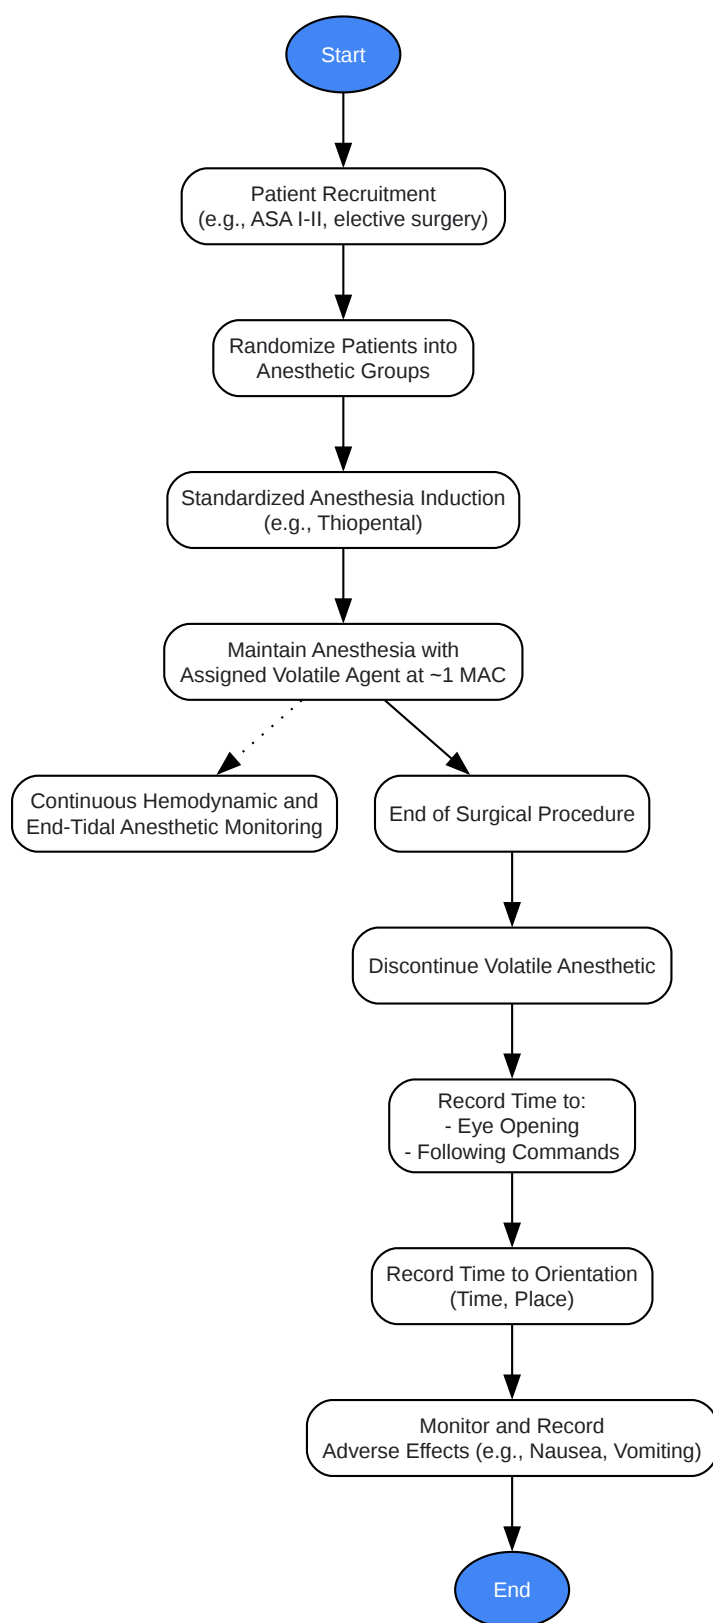 Start
Patient Recruitment
(e.g., ASA I-II, elective surgery)
Randomize Patients into
Anesthetic Groups
Standardized Anesthesia Induction
(e.g., Thiopental)
Maintain Anesthesia with
Assigned Volatile Agent at ~1 MAC
Continuous Hemodynamic and
End-Tidal Anesthetic Monitoring
End of Surgical Procedure
Discontinue Volatile Anesthetic
Record Time to:
- Eye Opening
- Following Commands
Record Time to Orientation
(Time, Place)
Monitor and Record
Adverse Effects (e.g., Nausea, Vomiting)
End